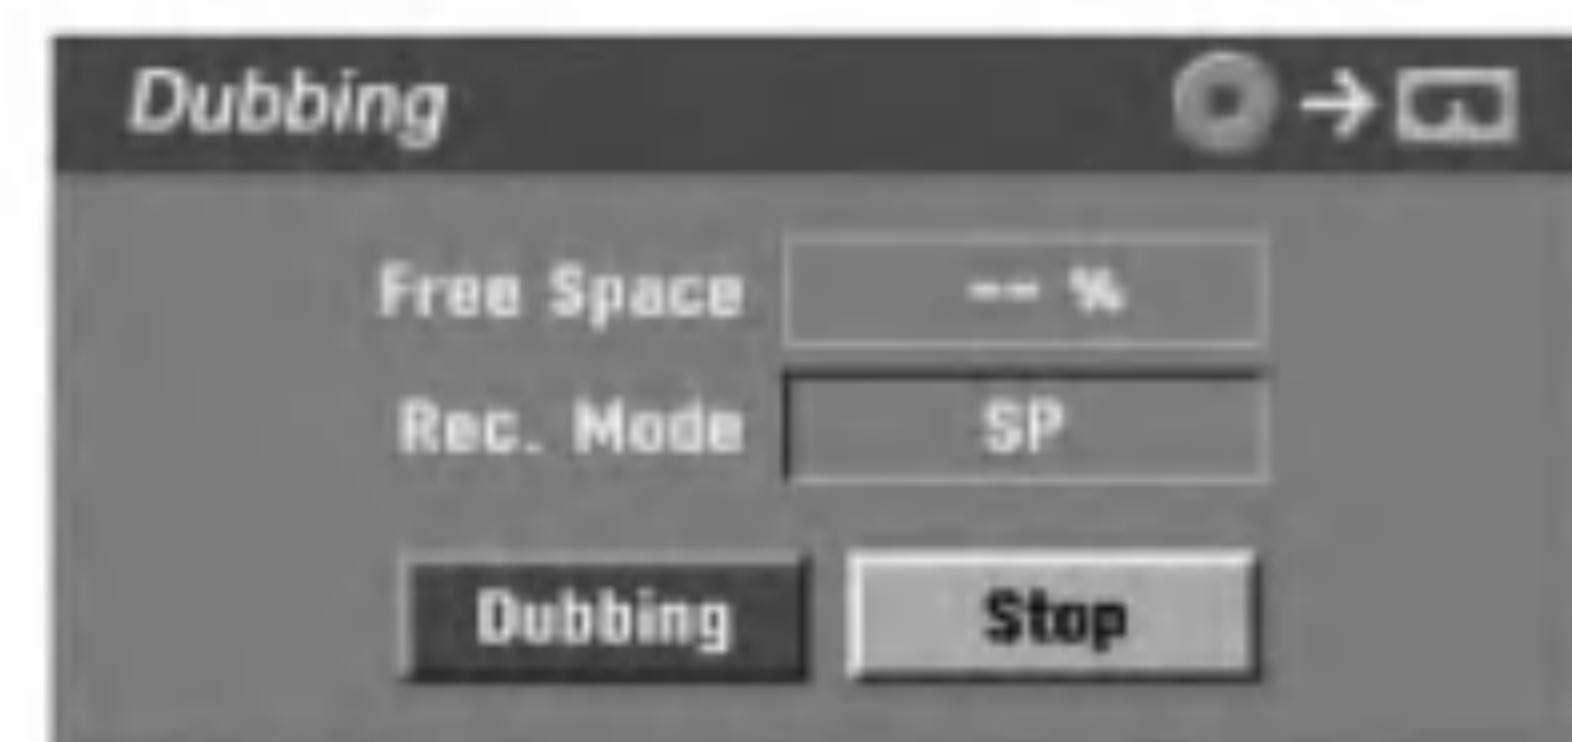 Dubbing
Free Space -- %
Rec. Mode SP
Dubbing Stop